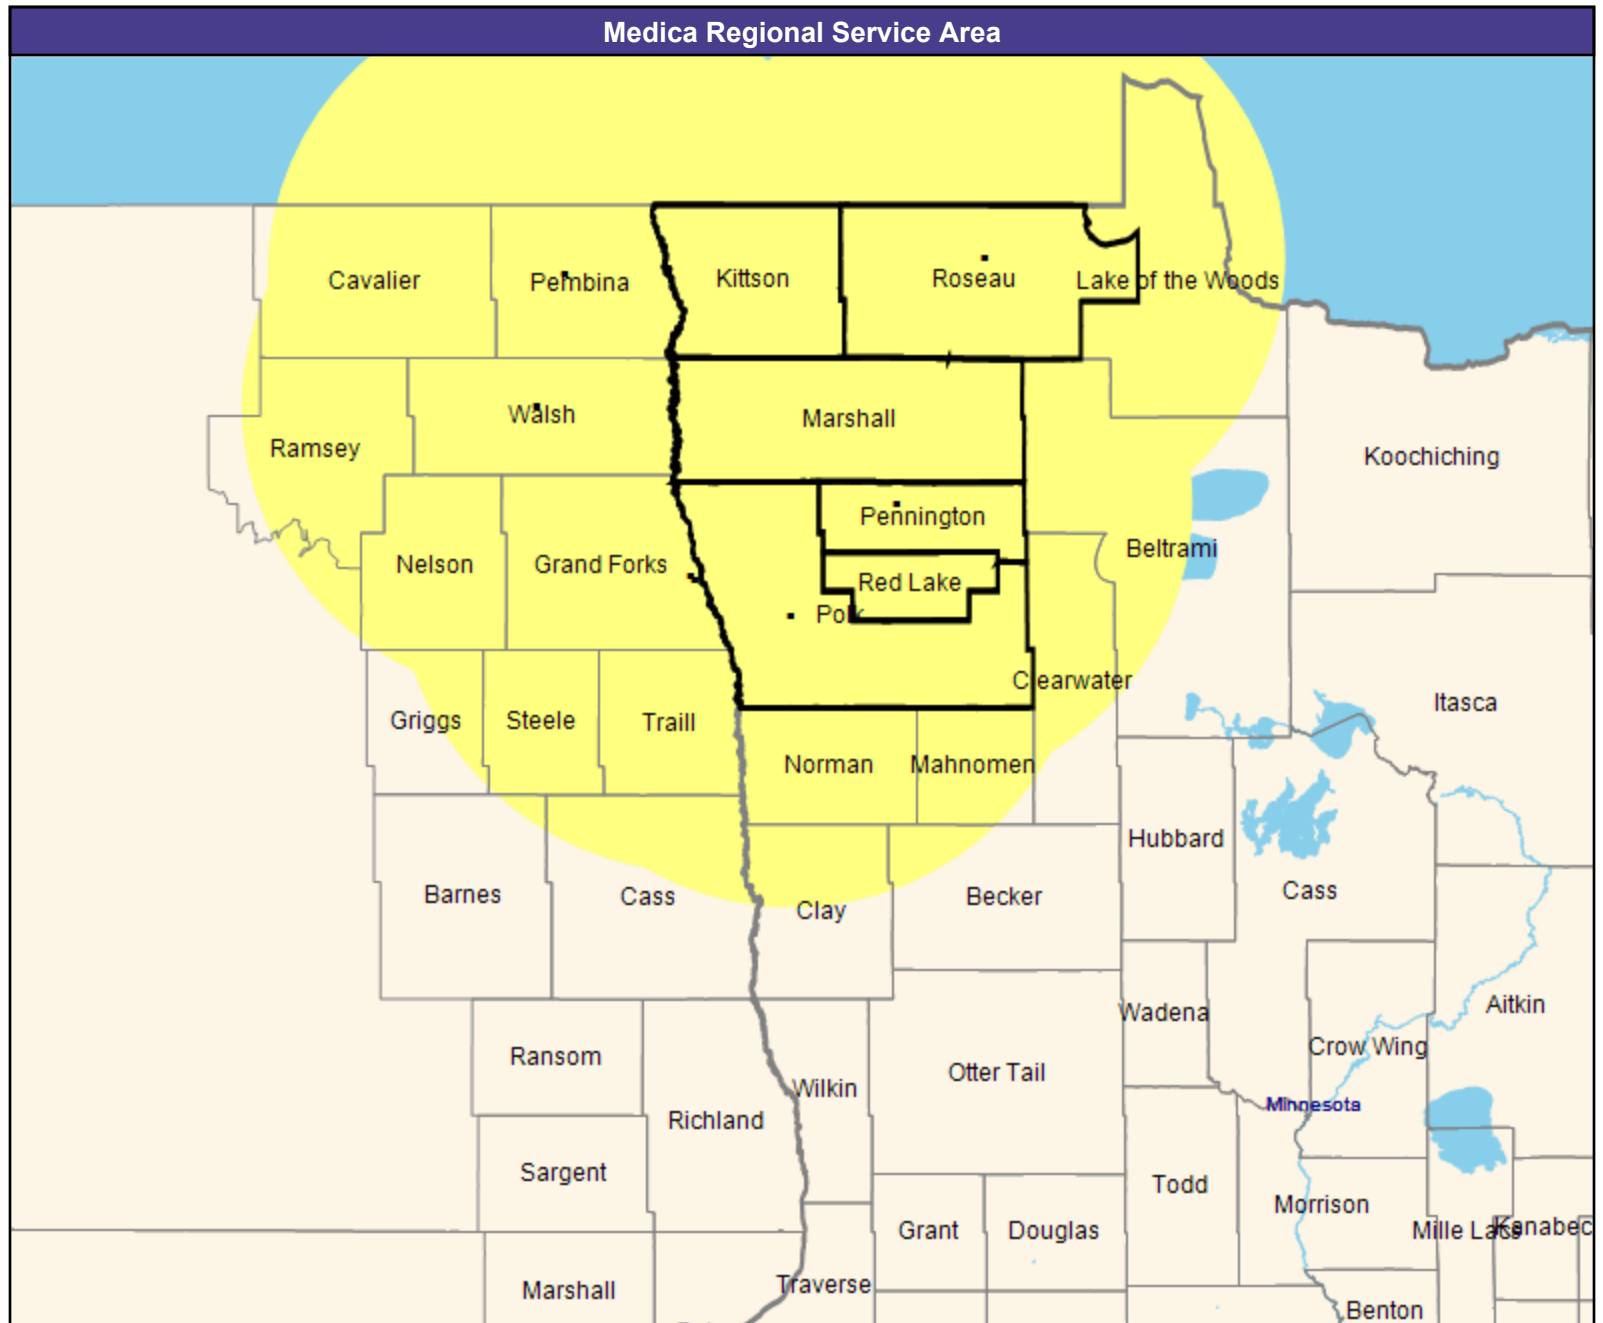 Medica Regional Service Area
Cavalier
Pembina
Kittson
Roseau
Lake of the Woods
Walsh
Marshall
Ramsey
Koochiching
Pennington
Beltrami
Nelson
Grand Forks
Red Lake
Polk
Clearwater
Itasca
Griggs
Steele
Traill
Norman
Mahnomen
Hubbard
Barnes
Cass
Clay
Becker
Cass
Aitkin
Wadena
Crow Wing
Ransom
Otter Tail
Wilkin
Minnesota
Richland
Sargent
Todd
Morrison
Grant
Douglas
Mille Lacs
Kanabec
Marshall
Traverse
Benton